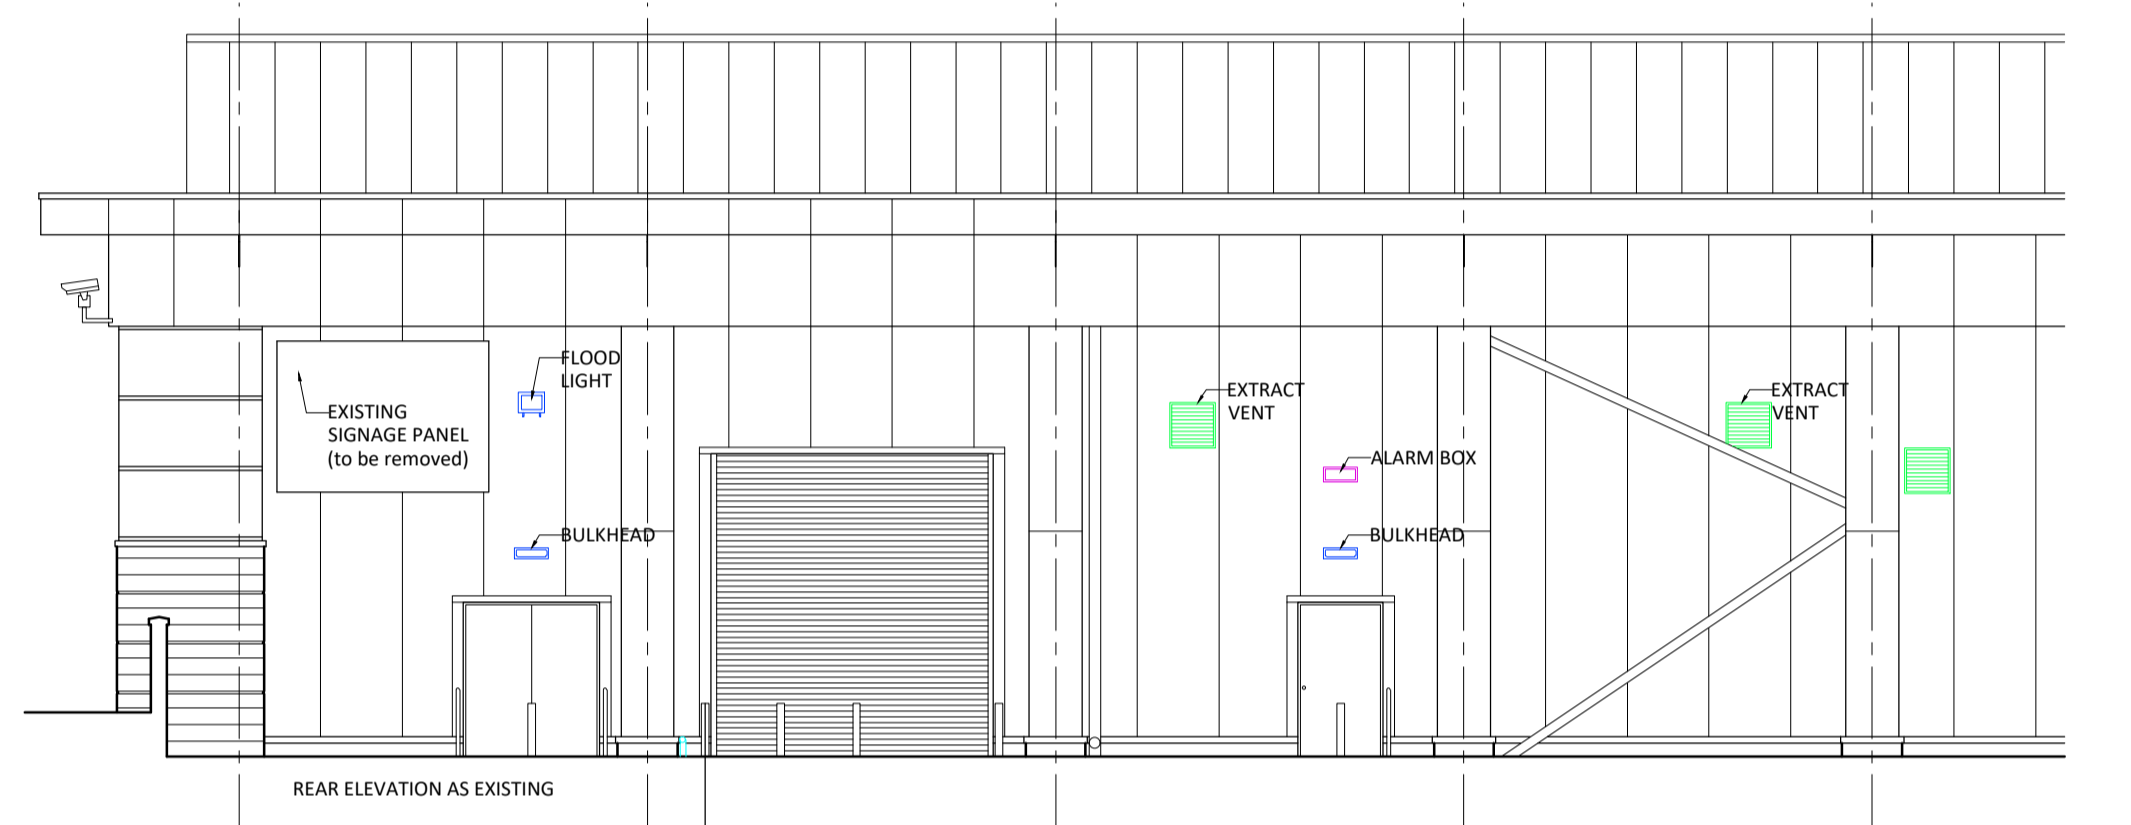 FLOOD
LIGHT
EXISTING
SIGNAGE PANEL
(to be removed)
BULKHEAD
EXTRACT
VENT
ALARM BOX
BULKHEAD
EXTRACT
VENT
REAR ELEVATION AS EXISTING